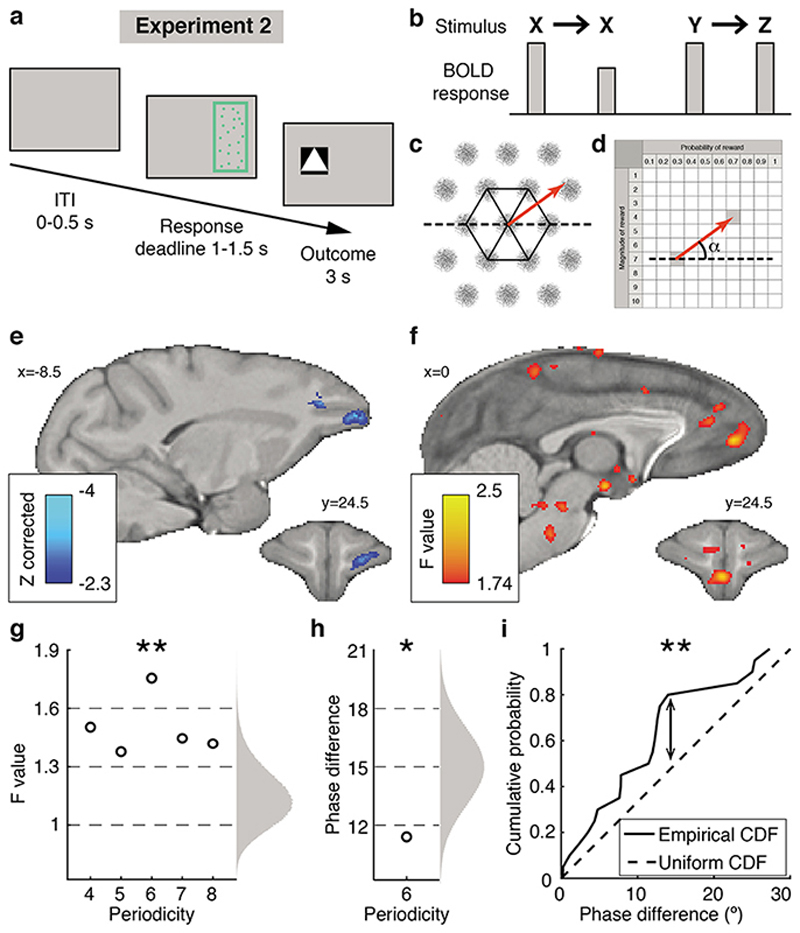 a
Experiment 2
ITI
0-0.5 s
Response
deadline 1-1.5 s
Outcome
3 s
b
Stimulus X X Y Z
BOLD
response
c
d
Probability of reward
0.1 0.2 0.3 0.4 0.5 0.6 0.7 0.8 0.9 1
Magnitude of reward
1
2
3
4
5
6
7
8
9
10
α
e
x=-8.5
Z corrected
-4
-2.3
y=24.5
f
x=0
F value
2.5
1.74
y=24.5
g
**
F value
1.9
1.6
1.3
1
4 5 6 7 8
Periodicity
h
*
Phase difference
21
18
15
12
6
Periodicity
i
**
Cumulative probability
1
0.8
0.6
0.4
0.2
0
Empirical CDF
Uniform CDF
0 10 20 30
Phase difference (º)